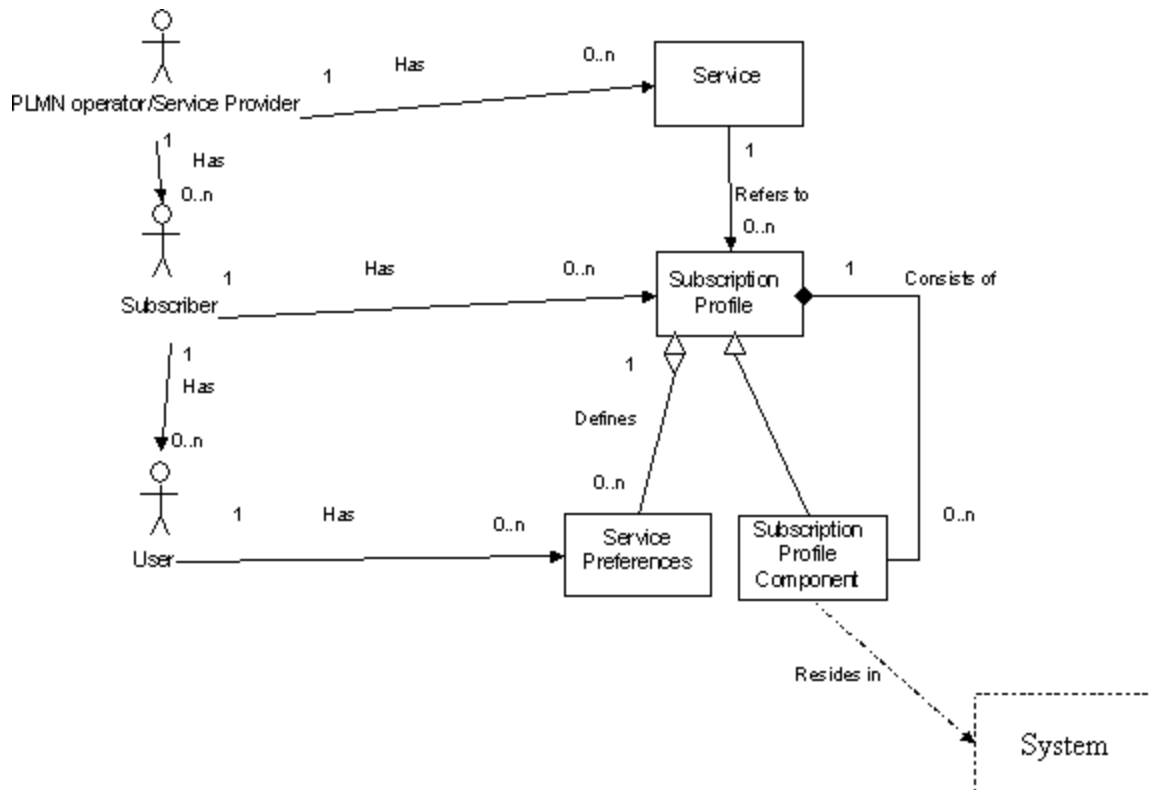 1 Has 0..n
Service
PLMN operator/Service Provider
1
Has
0..n
1
Refers to
0..n
1 Has 0..n
Subscription
Profile
1 Consists of
Subscriber
1
Has
0..n
1
Defines
0..n
1 Has 0..n
0..n
Service
Preferences
Subscription
Profile
Component
User
Resides in
System